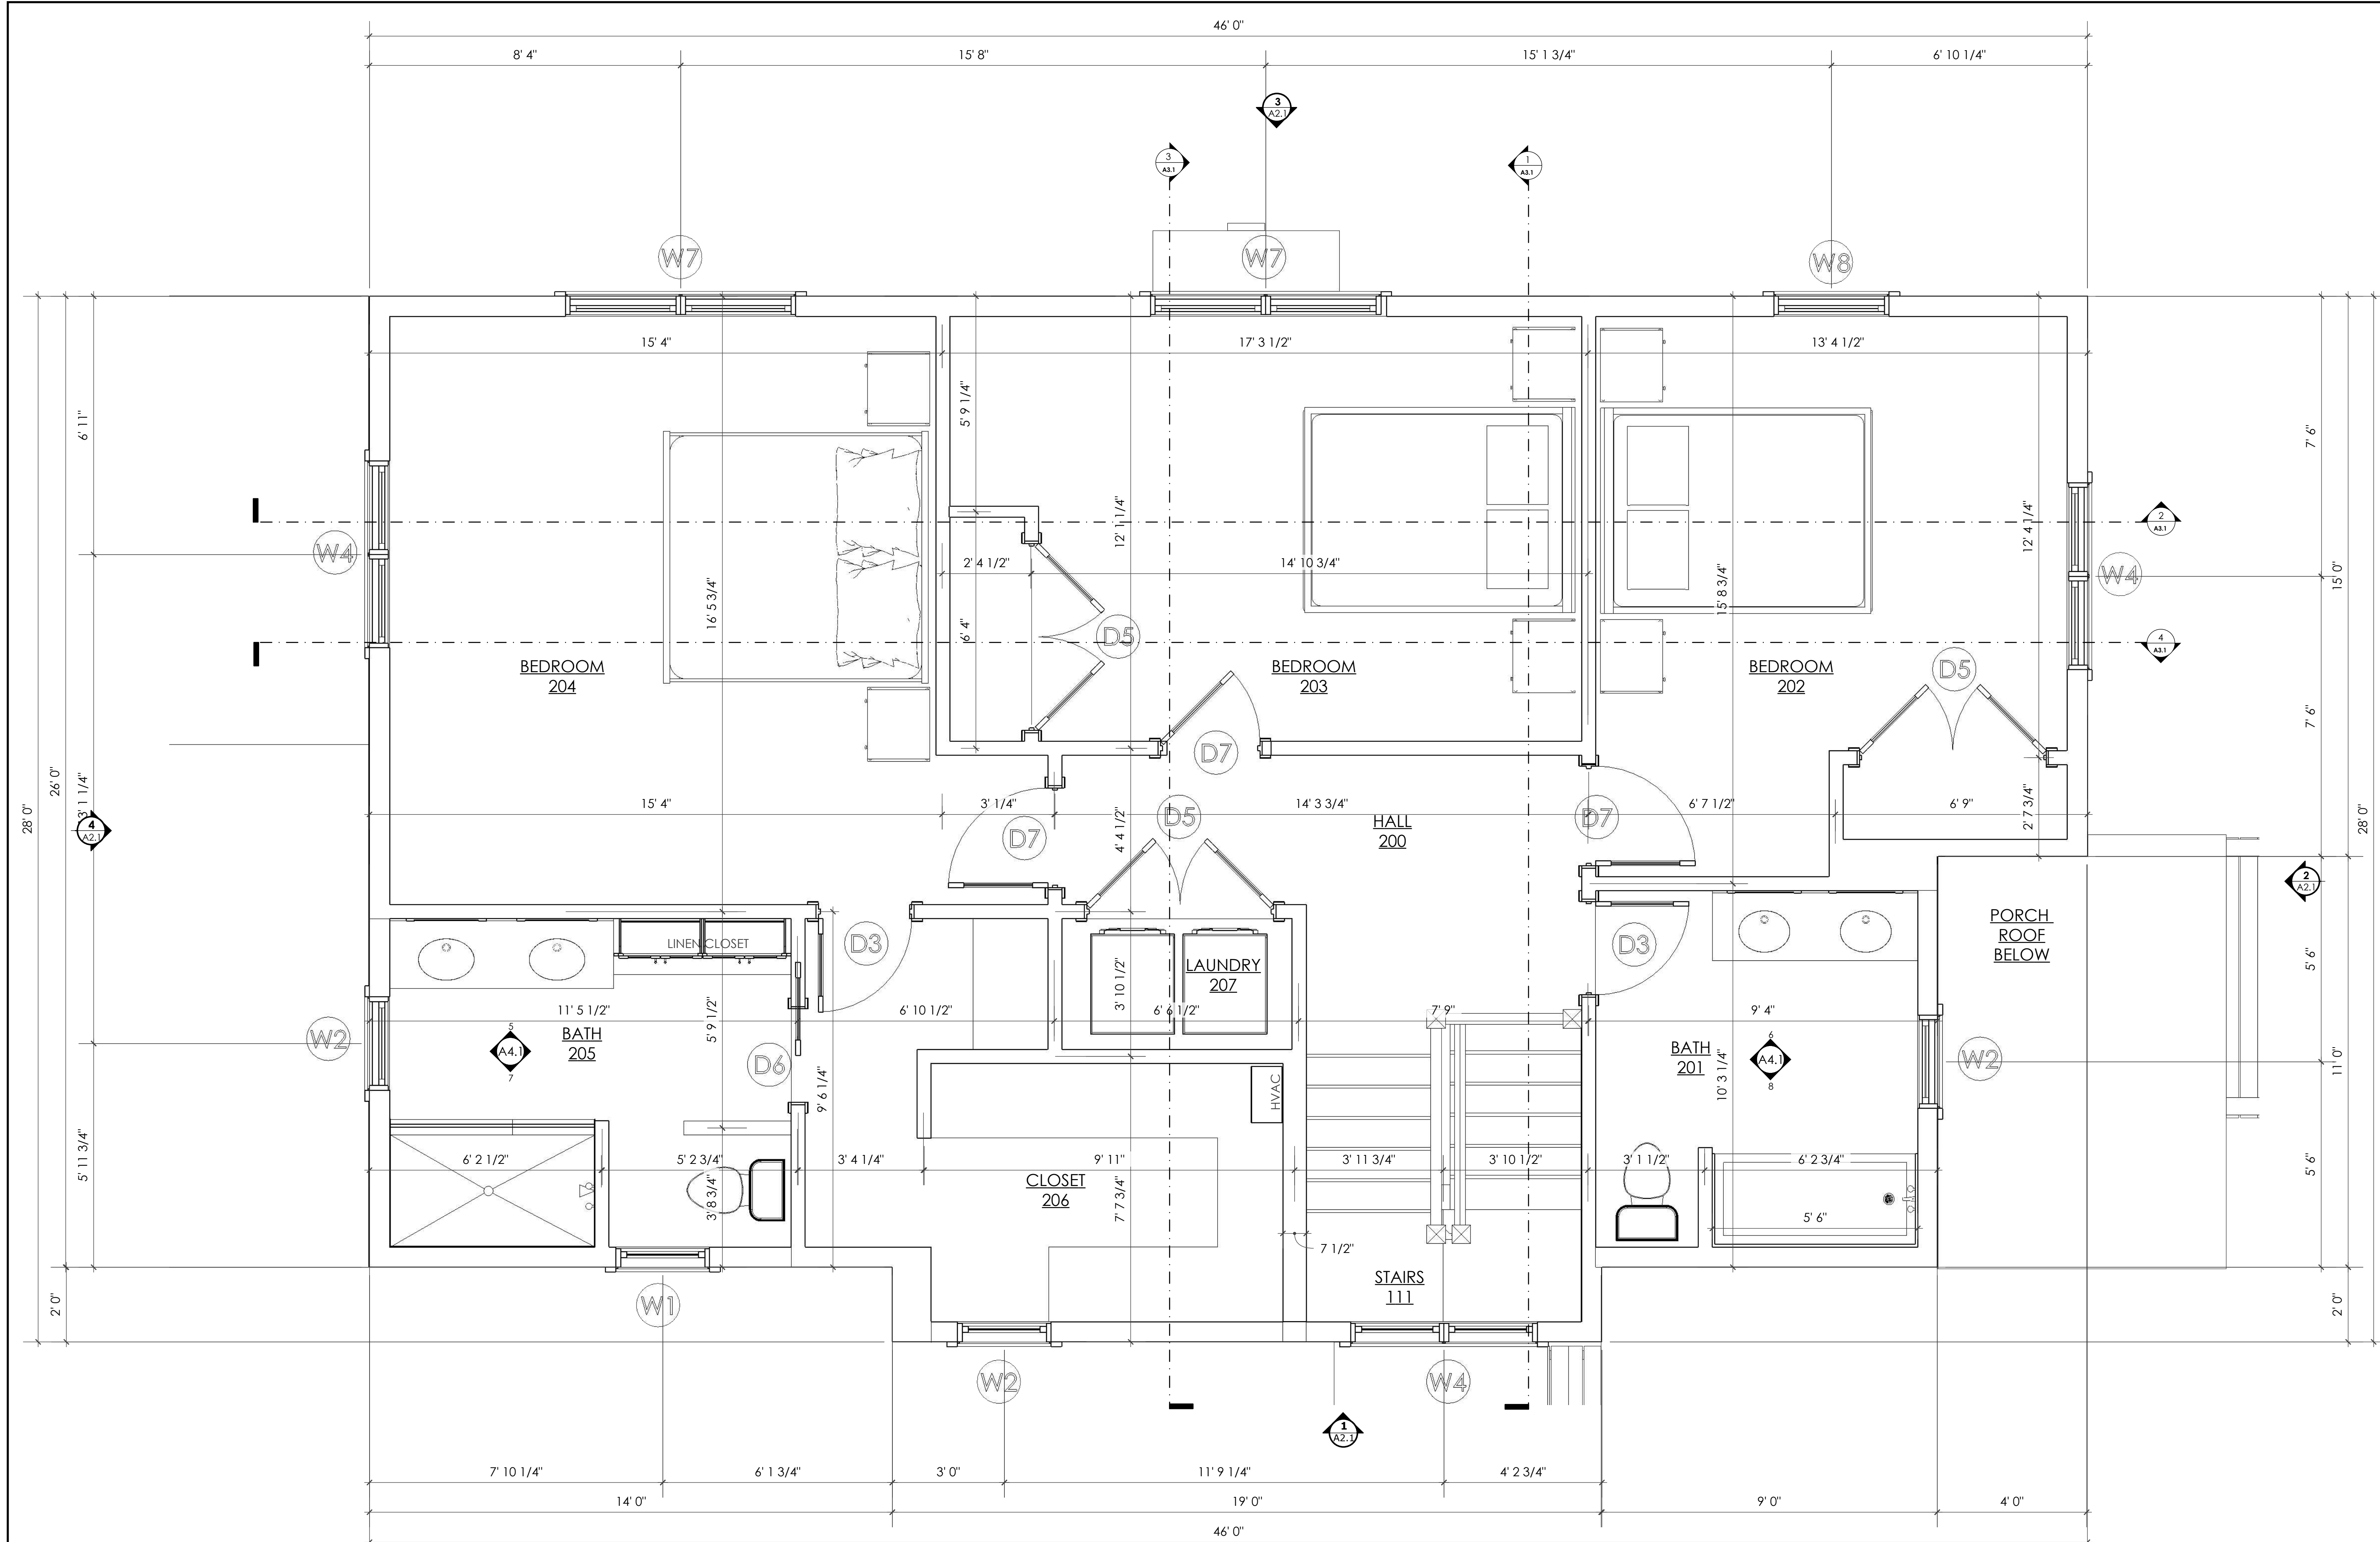 46' 0"
8' 4"
15' 8"
15' 1 3/4"
6' 10 1/4"
3
A2.1
3
A3.1
1
A3.1
W7
W7
W8
15' 4"
17' 3 1/2"
13' 4 1/2"
6' 11"
5' 9 1/4"
7' 6"
12' 1 1/4"
12' 4 1/4"
2
A3.1
W4
2' 4 1/2"
14' 10 3/4"
W4
15' 0"
16' 5 3/4"
15' 8 3/4"
6' 4"
D5
4
A3.1
BEDROOM
204
BEDROOM
203
BEDROOM
202
D5
7' 6"
D7
26' 0"
28' 0"
4
A2.1
15' 4"
3' 1/4"
D7
4' 4 1/2"
D5
14' 3 3/4"
HALL
200
D7
6' 7 1/2"
6' 9"
2' 7 3/4"
28' 0"
2
A2.1
LINEN CLOSET
D3
LAUNDRY
207
D3
PORCH
ROOF
BELOW
5' 6"
3' 10 1/2"
11' 5 1/2"
5' 9 1/2"
6' 10 1/2"
6' 6 1/2"
7' 9"
9' 4"
W2
5
A4.1
7
BATH
205
D6
9' 6 1/4"
HVAC
BATH
201
6
A4.1
8
10' 3 1/4"
W2
11' 0"
5' 11 3/4"
6' 2 1/2"
5' 2 3/4"
3' 4 1/4"
9' 11"
3' 11 3/4"
3' 10 1/2"
3' 1 1/2"
6' 2 3/4"
5' 6"
3' 8 3/4"
CLOSET
206
7' 7 3/4"
5' 6"
7 1/2"
STAIRS
111
2' 0"
W1
2' 0"
W2
W4
1
A2.1
7' 10 1/4"
6' 1 3/4"
3' 0"
11' 9 1/4"
4' 2 3/4"
14' 0"
19' 0"
9' 0"
4' 0"
46' 0"